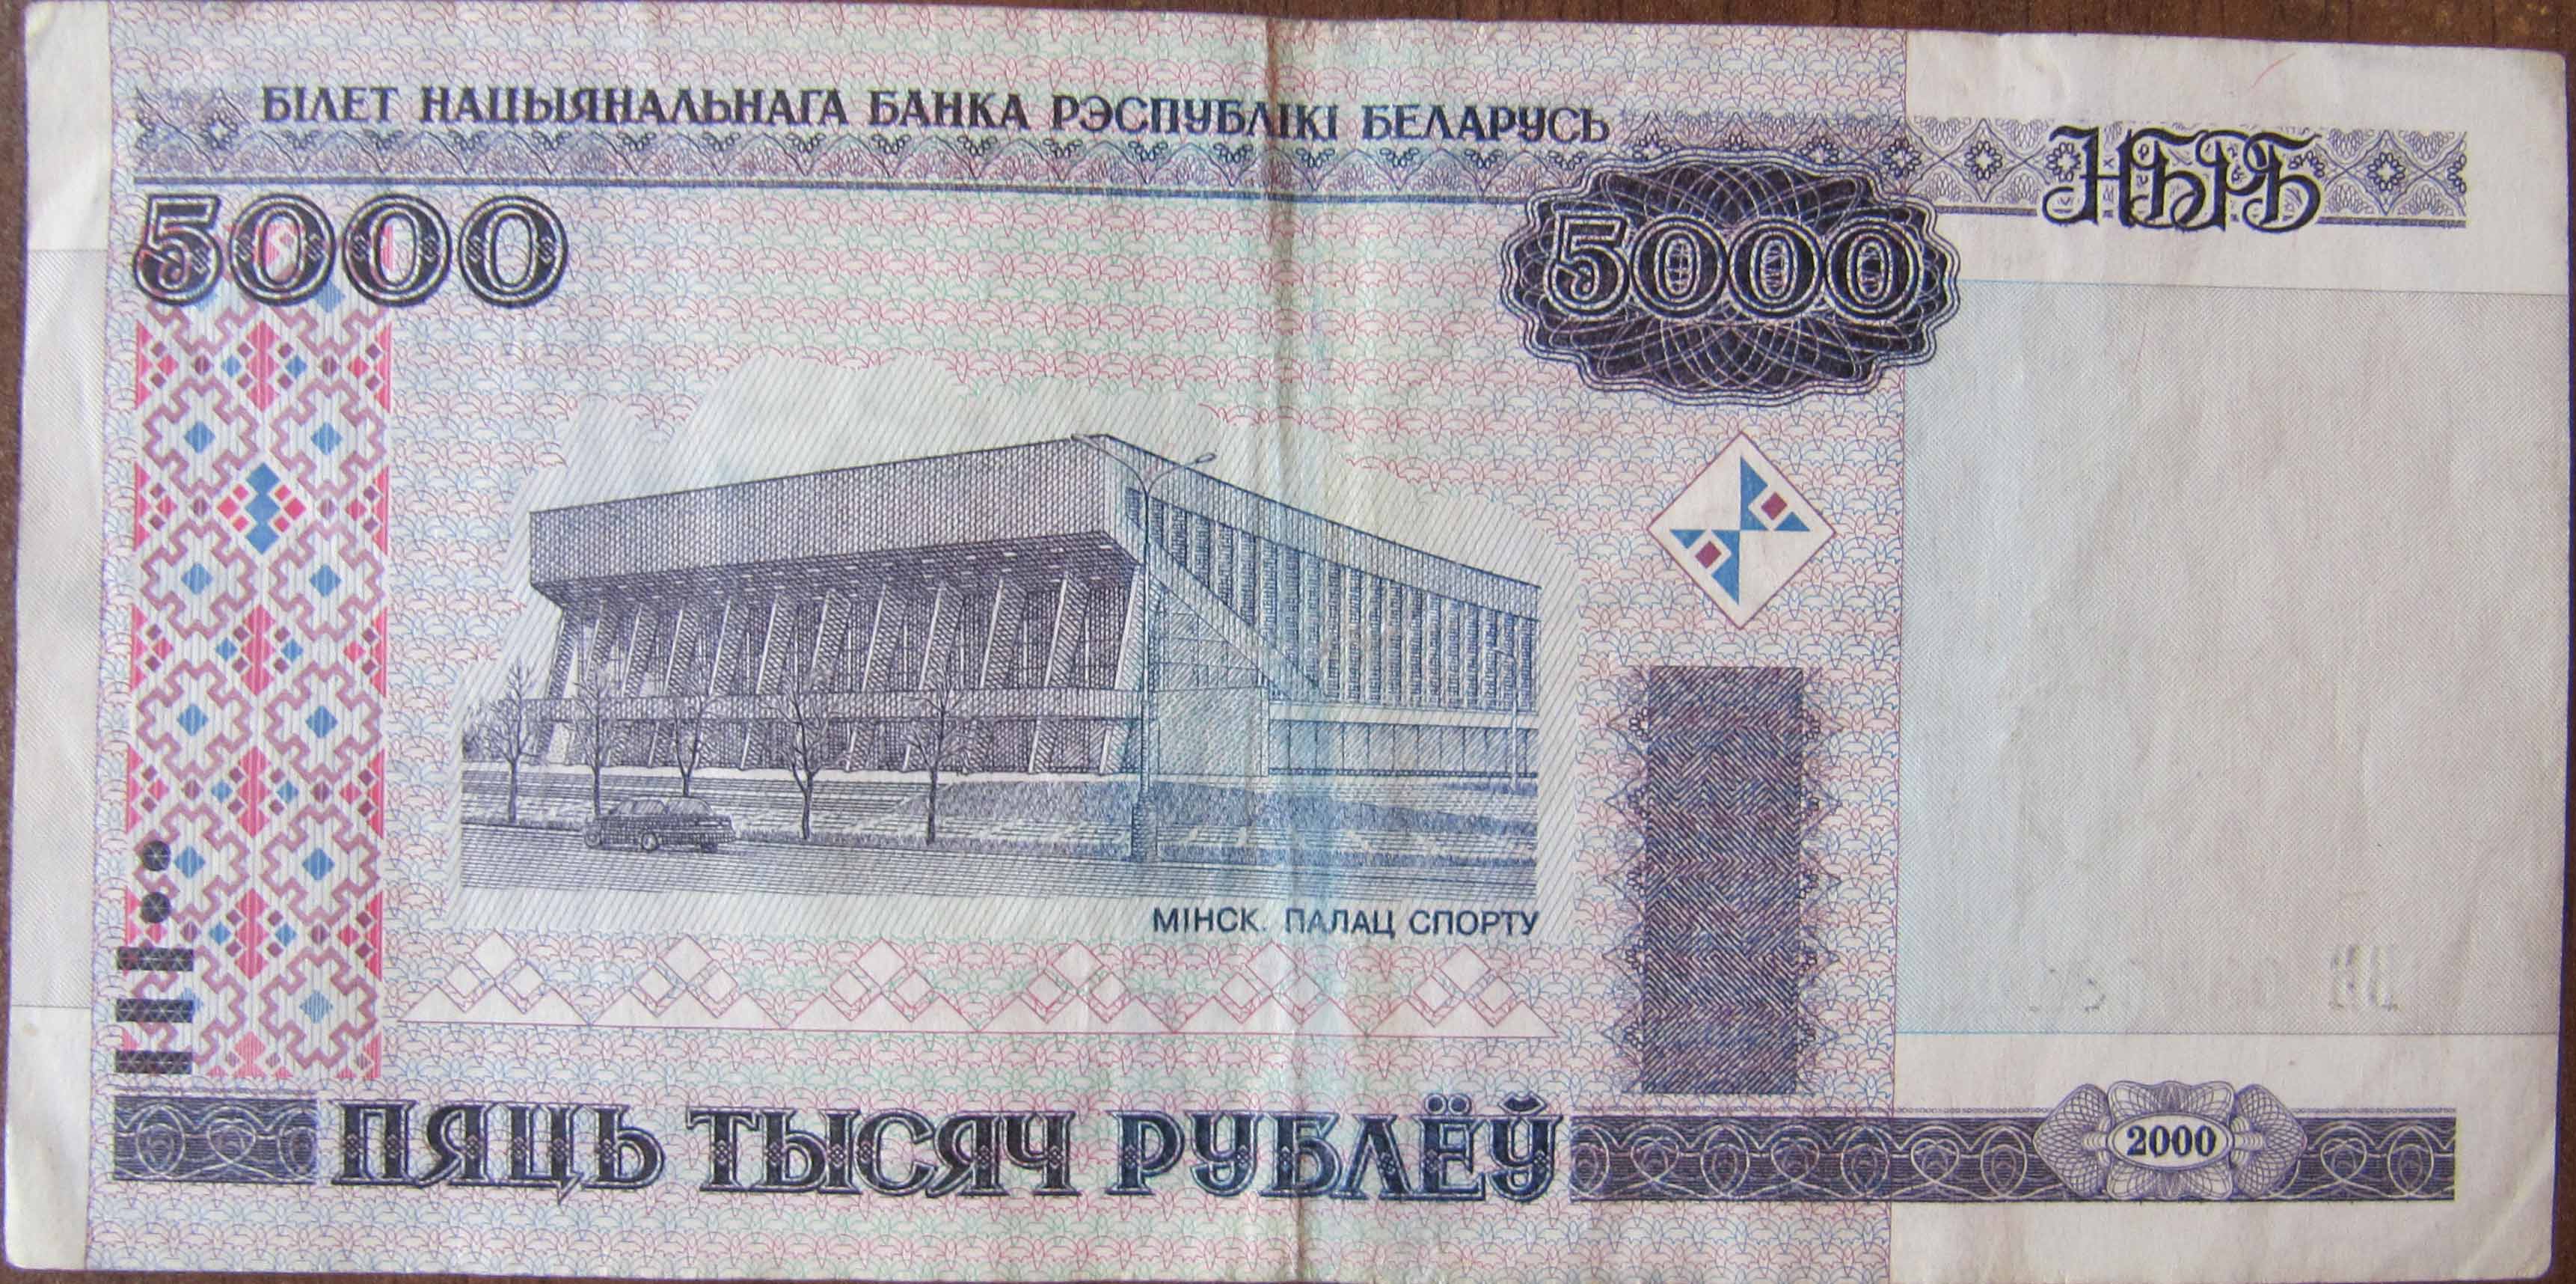 БІЛЕТ НАЦЫЯНАЛЬНАГА БАНКА РЭСПУБЛІКІ БЕЛАРУСЬ
НБРБ
5000
5000
МІНСК. ПАЛАЦ СПОРТУ
ПЯЦЬ ТЫСЯЧ РУБЛЁЎ
2000